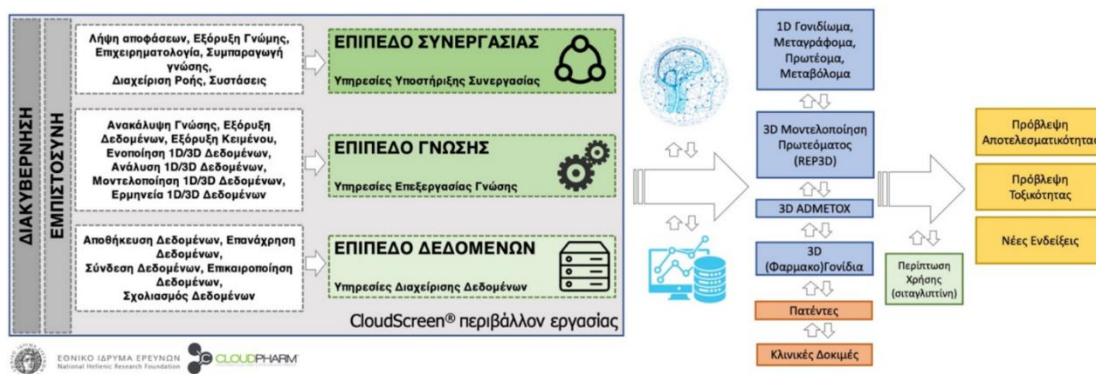 ΔΙΑΚΥΒΕΡΝΗΣΗ
ΕΜΠΙΣΤΟΣΥΝΗ
Λήψη αποφάσεων, Εξόρυξη Γνώμης,
Επιχειρηματολογία, Συμπαραγωγή
γνώσης,
Διαχείριση Ροής, Συστάσεις
ΕΠΙΠΕΔΟ ΣΥΝΕΡΓΑΣΙΑΣ
Υπηρεσίες Υποστήριξης Συνεργασίας
Ανακάλυψη Γνώσης, Εξόρυξη
Δεδομένων, Εξόρυξη Κειμένου,
Ενοποίηση 1D/3D Δεδομένων,
Ανάλυση 1D/3D Δεδομένων,
Μοντελοποίηση 1D/3D Δεδομένων,
Ερμηνεία 1D/3D Δεδομένων
ΕΠΙΠΕΔΟ ΓΝΩΣΗΣ
Υπηρεσίες Επεξεργασίας Γνώσης
Αποθήκευση Δεδομένων, Επανάχρηση
Δεδομένων,
Σύνδεση Δεδομένων, Επικαιροποίηση
Δεδομένων,
Σχολιασμός Δεδομένων
ΕΠΙΠΕΔΟ ΔΕΔΟΜΕΝΩΝ
Υπηρεσίες Διαχείρισης Δεδομένων
CloudScreen® περιβάλλον εργασίας
ΕΘΝΙΚΟ ΙΔΡΥΜΑ ΕΡΕΥΝΩΝ
National Hellenic Research Foundation
C CLOUDPHARM
1D Γονιδίωμα,
Μεταγράφομα,
Πρωτέομα,
Μεταβόλομα
3D Μοντελοποίηση
Πρωτεόματος
(REP3D)
3D ADMETOX
3D
(Φαρμακο)Γονίδια
Πατέντες
Κλινικές Δοκιμές
Περίπτωση
Χρήσης
(σιταγλιπτίνη)
Πρόβλεψη
Αποτελεσματικότητας
Πρόβλεψη
Τοξικότητας
Νέες Ενδείξεις